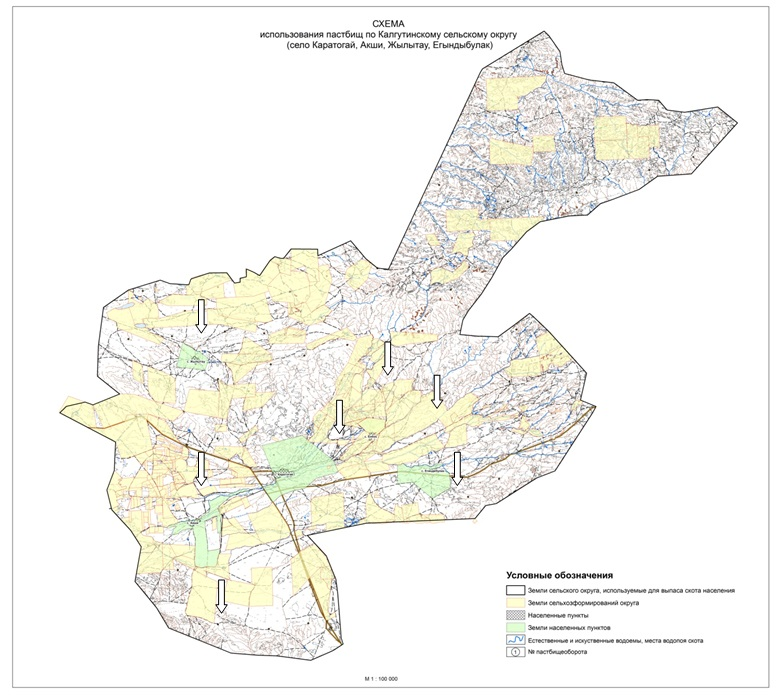 СХЕМА
использования пастбищ по Калгутинскому сельскому округу
(село Каратогай, Акши, Жылытау, Егындыбулак)
Условные обозначения
Земли сельского округа, используемые для выпаса скота населения
Земли сельхозформирований округа
Населенные пункты
Земли населенных пунктов
Естественные и искуственные водоемы, места водопоя скота
1 № пастбищеоборота
М 1 : 100 000